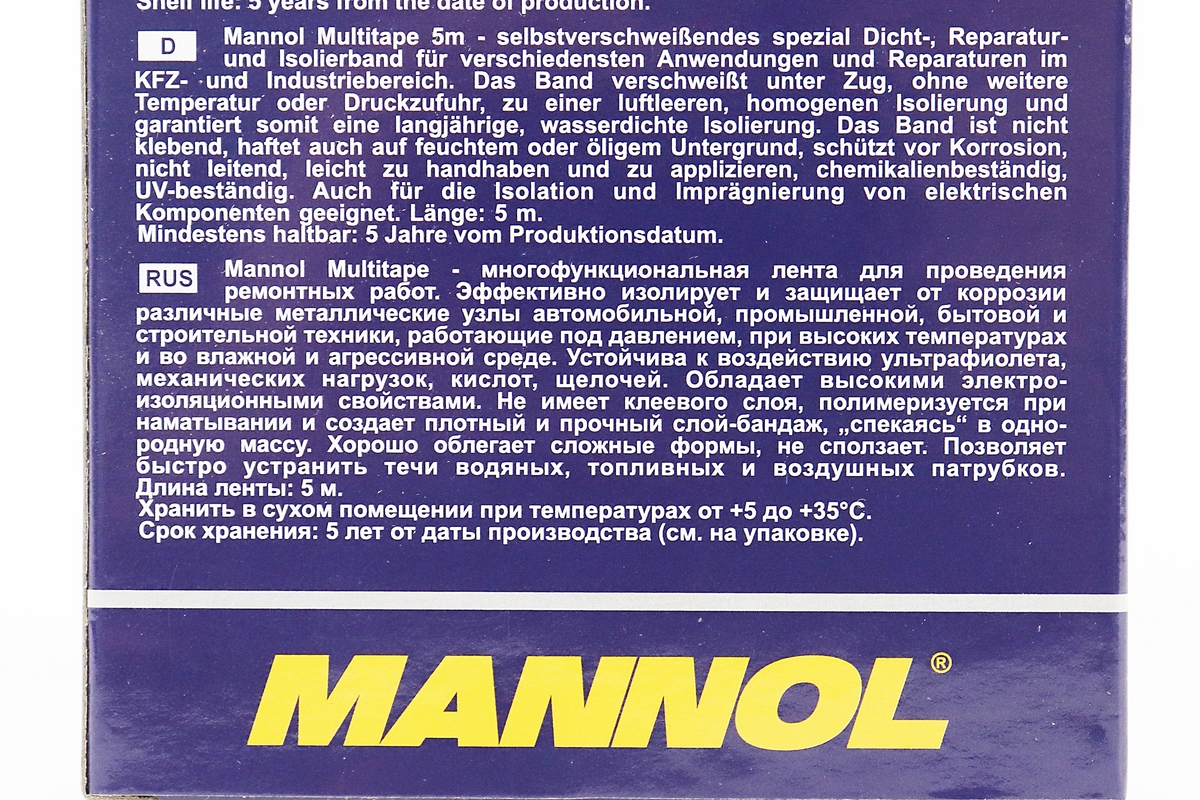 Shelf life: 5 years from the date of production.
D
Mannol Multitape 5m - selbstverschweißendes spezial Dicht-, Reparatur-
und Isolierband für verschiedensten Anwendungen und Reparaturen im
KFZ- und Industriebereich. Das Band verschweißt unter Zug, ohne weitere
Temperatur oder Druckzufuhr, zu einer luftleeren, homogenen Isolierung und
garantiert somit eine langjährige, wasserdichte Isolierung. Das Band ist nicht
klebend, haftet auch auf feuchtem oder öligem Untergrund, schützt vor Korrosion,
nicht leitend, leicht zu handhaben und zu applizieren, chemikalienbeständig,
UV-beständig. Auch für die Isolation und Imprägnierung von elektrischen
Komponenten geeignet. Länge: 5 m.
Mindestens haltbar: 5 Jahre vom Produktionsdatum.
RUS
Mannol Multitape - многофункциональная лента для проведения
ремонтных работ. Эффективно изолирует и защищает от коррозии
различные металлические узлы автомобильной, промышленной, бытовой и
строительной техники, работающие под давлением, при высоких температурах
и во влажной и агрессивной среде. Устойчива к воздействию ультрафиолета,
механических нагрузок, кислот, щелочей. Обладает высокими электро-
изоляционными свойствами. Не имеет клеевого слоя, полимеризуется при
наматывании и создает плотный и прочный слой-бандаж, „спекаясь“ в одно-
родную массу. Хорошо облегает сложные формы, не сползает. Позволяет
быстро устранить течи водяных, топливных и воздушных патрубков.
Длина ленты: 5 м.
Хранить в сухом помещении при температурах от +5 до +35°C.
Срок хранения: 5 лет от даты производства (см. на упаковке).
MANNOL®